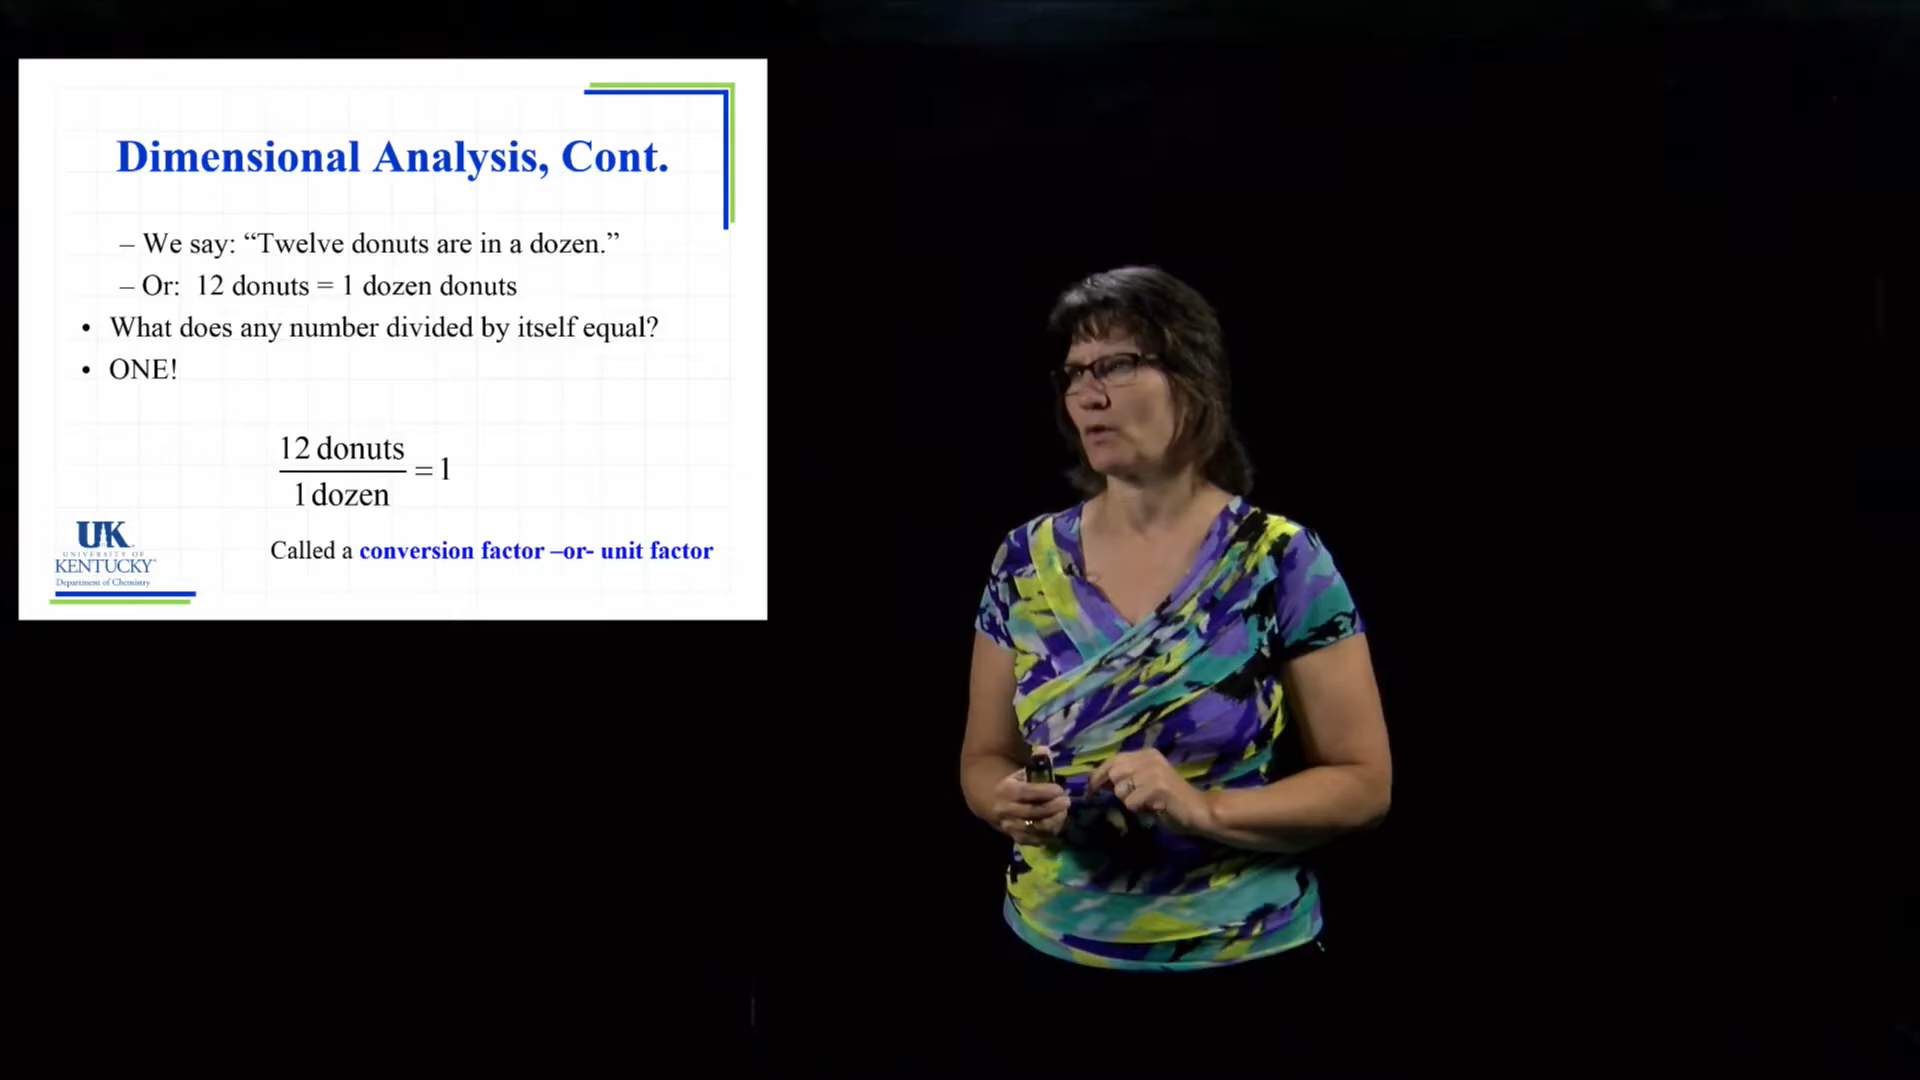 Dimensional Analysis, Cont.
– We say: “Twelve donuts are in a dozen.”
– Or: 12 donuts = 1 dozen donuts
• What does any number divided by itself equal?
• ONE!
12 donuts
= 1
1 dozen
Called a conversion factor –or- unit factor
UK
UNIVERSITY OF
KENTUCKY
Department of Chemistry